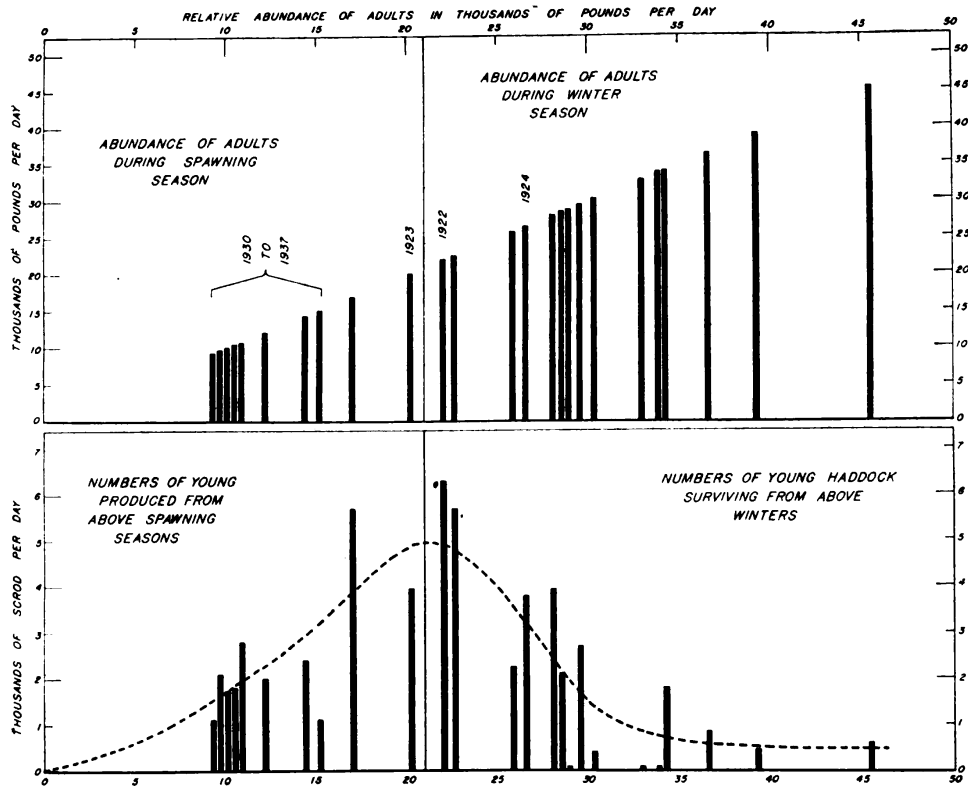 RELATIVE ABUNDANCE OF ADULTS IN THOUSANDS OF POUNDS PER DAY
0 5 10 15 20 25 30 35 40 45 50
THOUSANDS OF POUNDS PER DAY
50
45
40
35
30
25
20
15
10
5
0
ABUNDANCE OF ADULTS
DURING SPAWNING
SEASON
1930
TO
1937
1923
1922
1924
ABUNDANCE OF ADULTS
DURING WINTER
SEASON
50
45
40
35
30
25
20
15
10
5
0
THOUSANDS OF SCROD PER DAY
7
6
5
4
3
2
1
0
NUMBERS OF YOUNG
PRODUCED FROM
ABOVE SPAWNING
SEASONS
NUMBERS OF YOUNG HADDOCK
SURVIVING FROM ABOVE
WINTERS
7
6
5
4
3
2
1
0
0 5 10 15 20 25 30 35 40 45 50